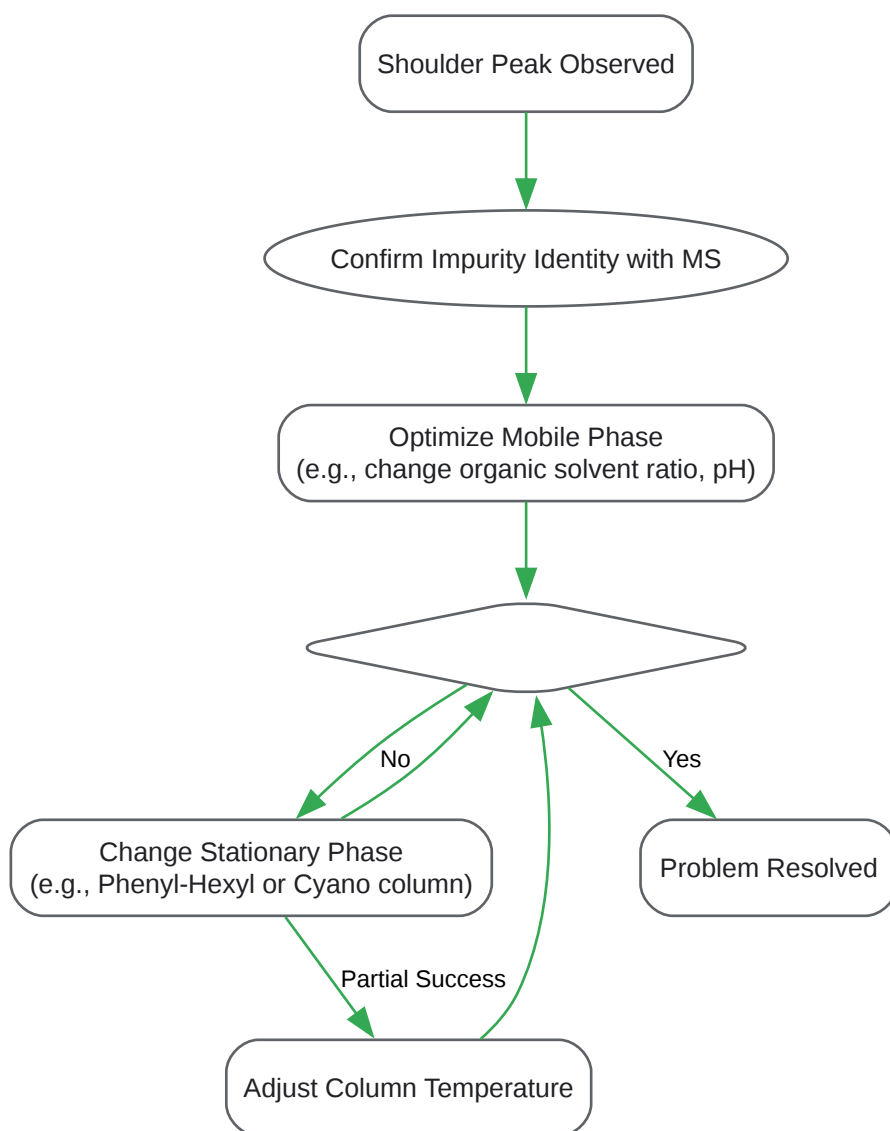 Shoulder Peak Observed
Confirm Impurity Identity with MS
Optimize Mobile Phase
(e.g., change organic solvent ratio, pH)
No
Yes
Change Stationary Phase
(e.g., Phenyl-Hexyl or Cyano column)
Problem Resolved
Partial Success
Adjust Column Temperature